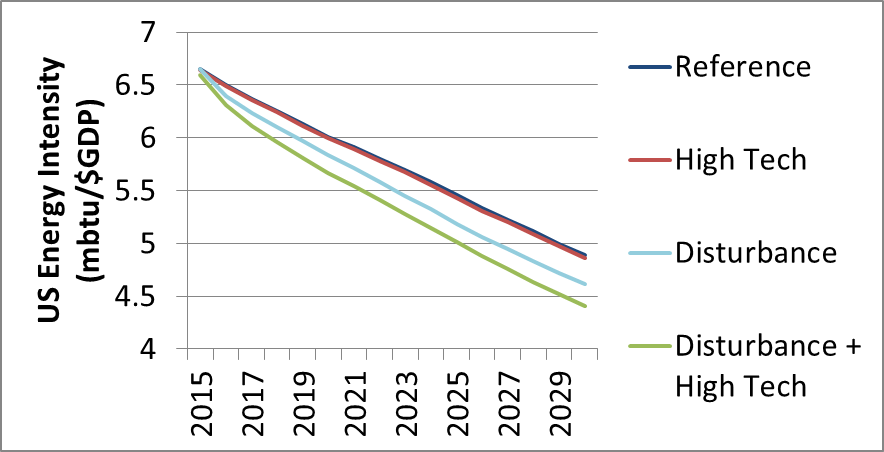 US Energy Intensity
(mbtu/$GDP)
7
6.5
6
5.5
5
4.5
4
2015
2017
2019
2021
2023
2025
2027
2029
Reference
High Tech
Disturbance
Disturbance +
High Tech